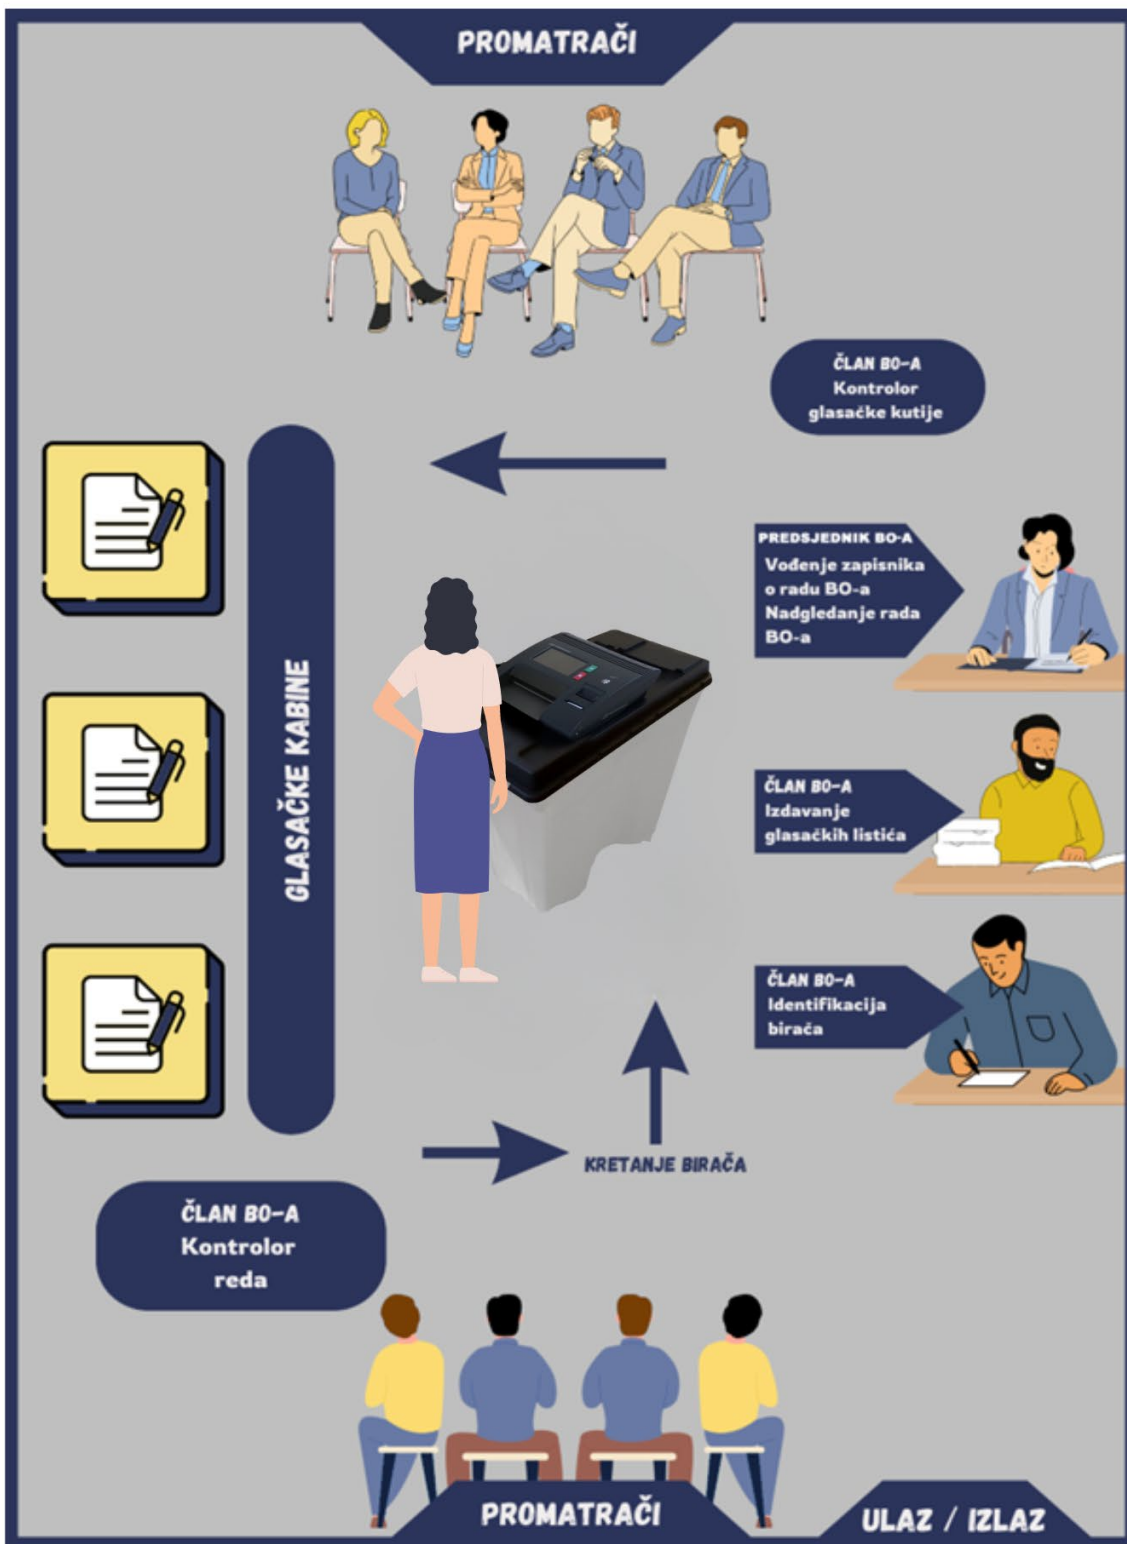 PROMATRAČI
ČLAN BO-A
Kontrolor
glasačke kutije
PREDSJEDNIK BO-A
Vođenje zapisnika
o radu BO-a
Nadgledanje rada
BO-a
GLASAČKE KABINE
ČLAN BO-A
Izdavanje
glasačkih listića
ČLAN BO-A
Identifikacija
birača
KRETANJE BIRAČA
ČLAN BO-A
Kontrolor
reda
PROMATRAČI
ULAZ / IZLAZ